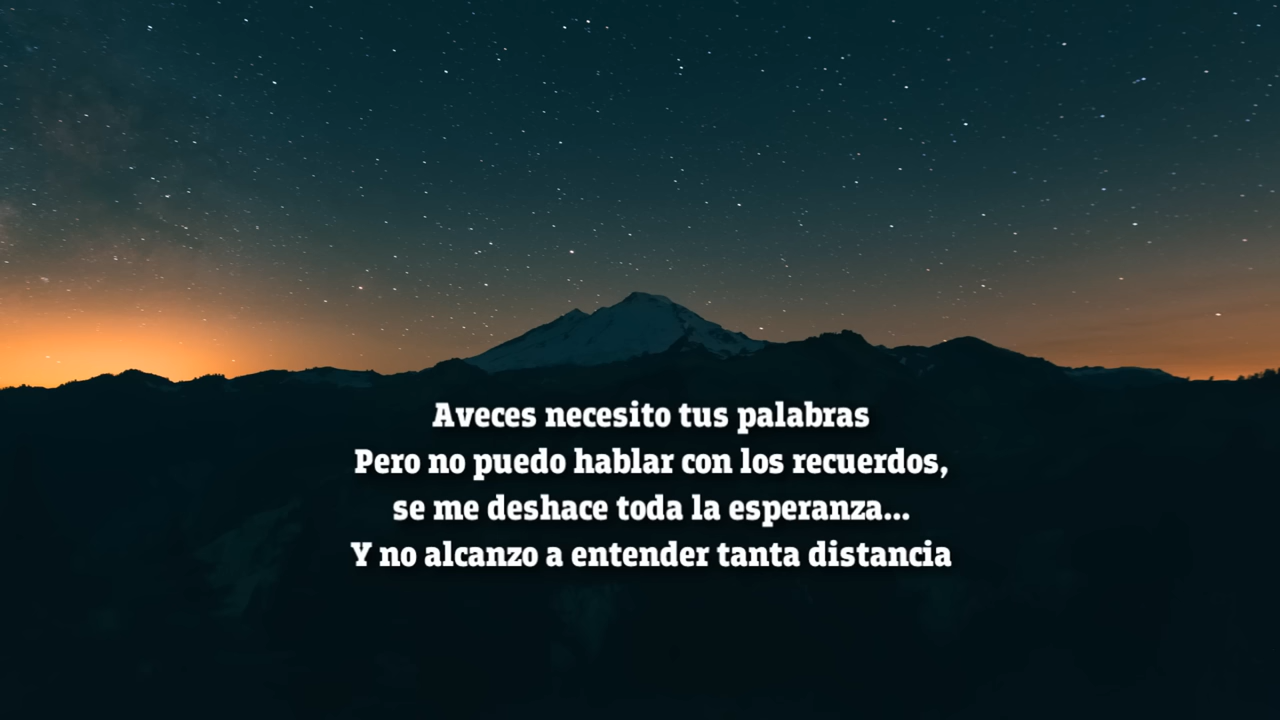 Aveces necesito tus palabras
Pero no puedo hablar con los recuerdos,
se me deshace toda la esperanza...
Y no alcanzo a entender tanta distancia